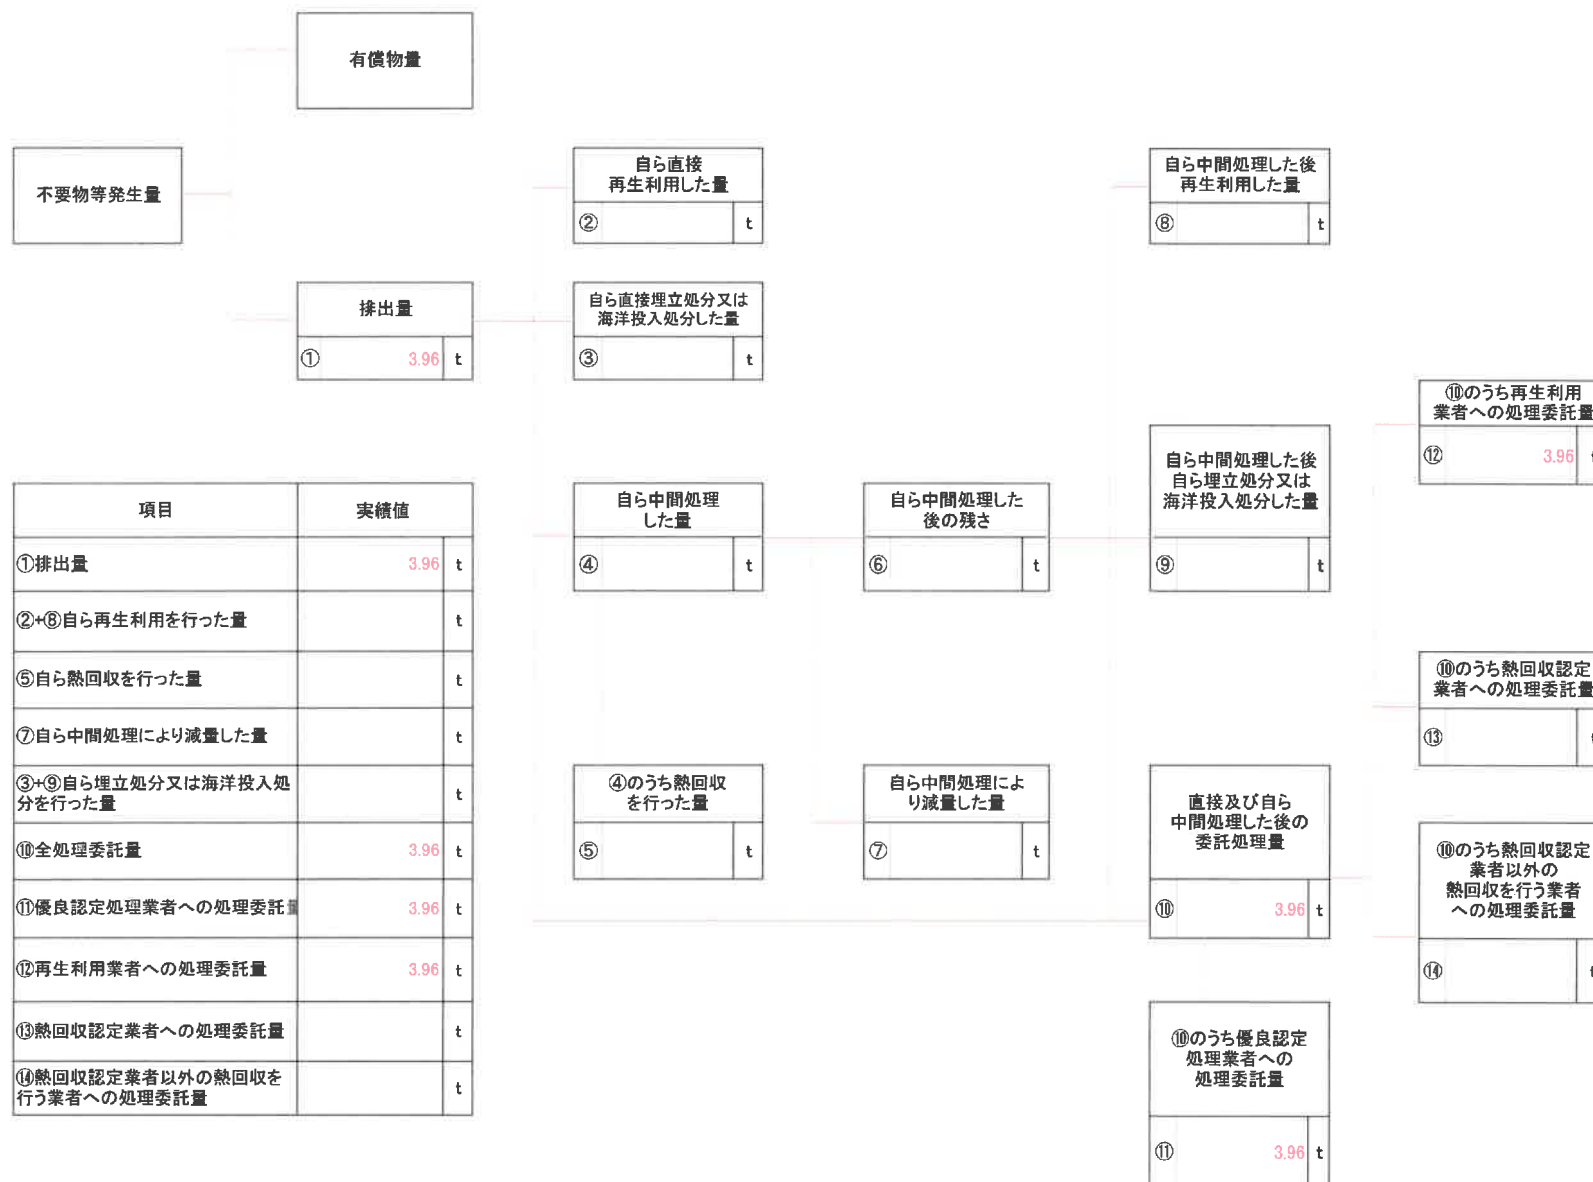 有償物量
不要物等発生量
自ら直接
再生利用した量
② t
自ら中間処理した後
再生利用した量
⑧ t
排出量
① 3.96 t
自ら直接埋立処分又は
海洋投入処分した量
③ t
⑩のうち再生利用
業者への処理委託量
⑫ 3.96
自ら中間処理した後
自ら埋立処分又は
海洋投入処分した量
⑨ t
自ら中間処理
した量
④ t
自ら中間処理した
後の残さ
⑥ t
項目 実績値
①排出量 3.96 t
②+⑧自ら再生利用を行った量 t
⑤自ら熱回収を行った量 t
⑦自ら中間処理により減量した量 t
③+⑨自ら埋立処分又は海洋投入処
分を行った量 t
⑩全処理委託量 3.96 t
⑪優良認定処理業者への処理委託量 3.96 t
⑫再生利用業者への処理委託量 3.96 t
⑬熱回収認定業者への処理委託量 t
⑭熱回収認定業者以外の熱回収を
行う業者への処理委託量 t
⑩のうち熱回収認定
業者への処理委託量
⑬
④のうち熱回収
を行った量
⑤ t
自ら中間処理によ
り減量した量
⑦ t
直接及び自ら
中間処理した後の
委託処理量
⑩ 3.96 t
⑩のうち熱回収認定
業者以外の
熱回収を行う業者
への処理委託量
⑭
⑩のうち優良認定
処理業者への
処理委託量
⑪ 3.96 t